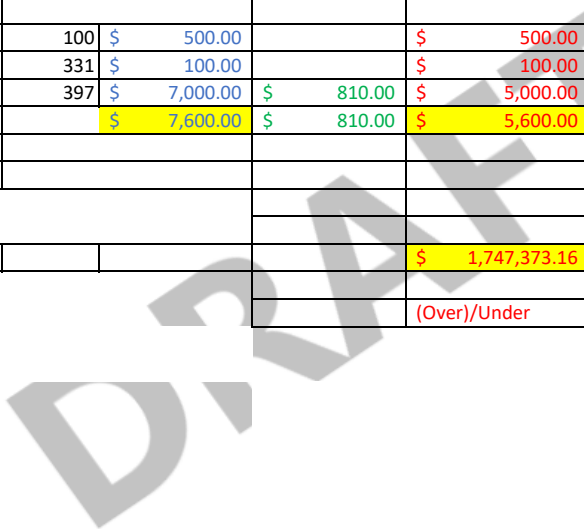 100 $ 500.00 $ 500.00
331 $ 100.00 $ 100.00
397 $ 7,000.00 $ 810.00 $ 5,000.00
$ 7,600.00 $ 810.00 $ 5,600.00
$ 1,747,373.16
(Over)/Under
DRAFT